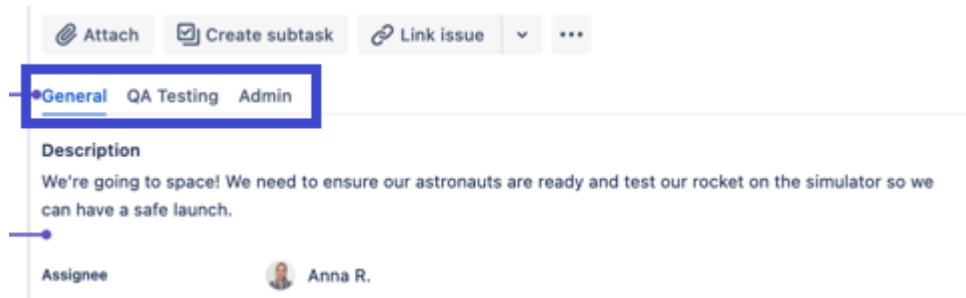 Attach Create subtask Link issue
General QA Testing Admin
Description
We're going to space! We need to ensure our astronauts are ready and test our rocket on the simulator so we
can have a safe launch.
Assignee Anna R.